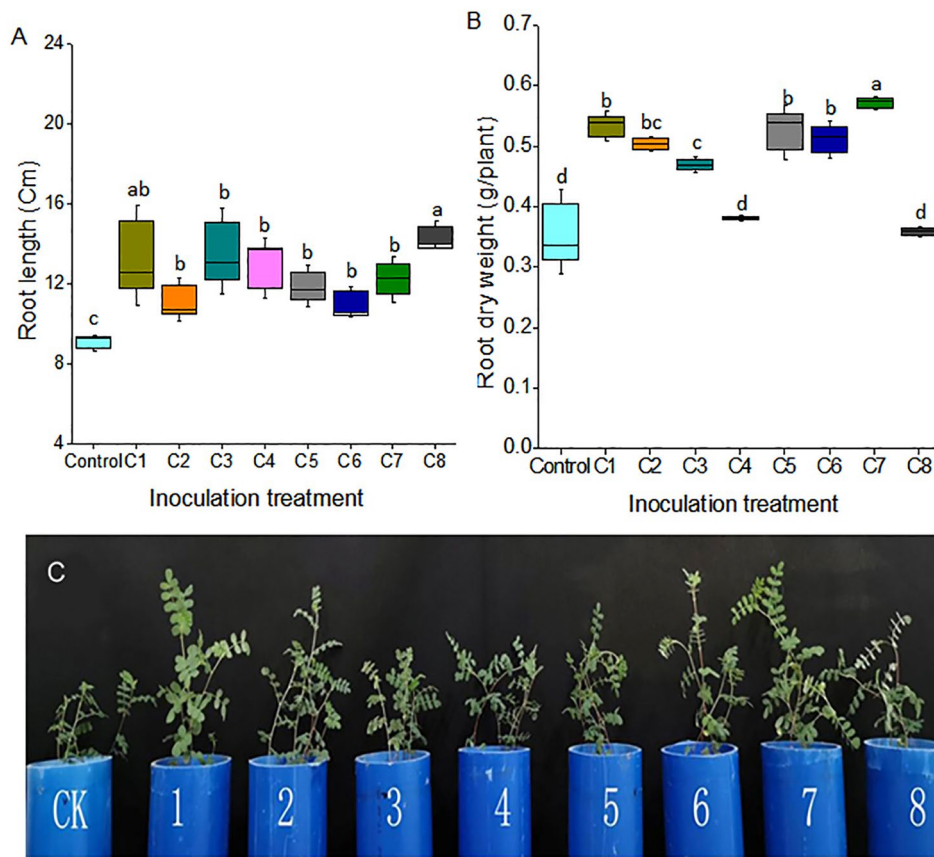 A
Root length (Cm)
24
20
16
12
8
4
c
ab
b
b
b
b
b
b
a
Control C1 C2 C3 C4 C5 C6 C7 C8
Inoculation treatment
B
Root dry weight (g/plant)
0.7
0.6
0.5
0.4
0.3
0.2
0.1
0.0
d
b
bc
c
d
b
b
a
d
Control C1 C2 C3 C4 C5 C6 C7 C8
Inoculation treatment
C
CK 1 2 3 4 5 6 7 8